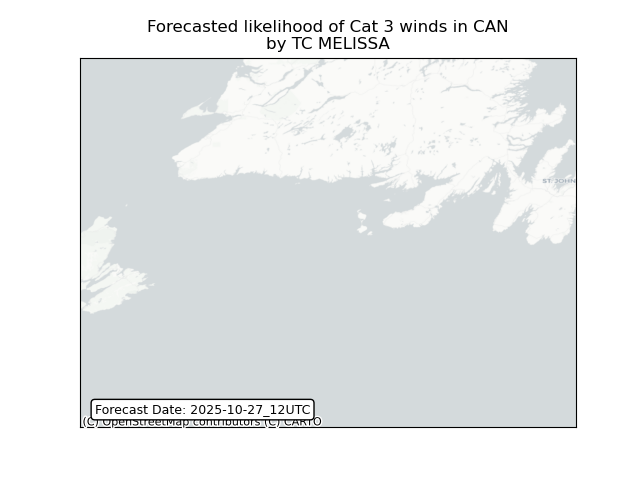 Forecasted likelihood of Cat 3 winds in CAN
by TC MELISSA
ST. JOHN
Forecast Date: 2025-10-27_12UTC
(C) OpenStreetMap contributors (C) CARTO